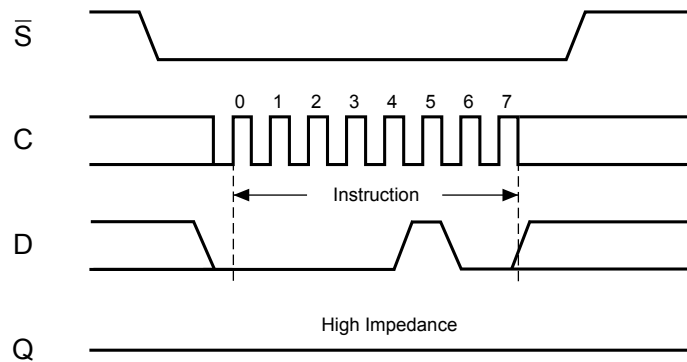 S̅
0 1 2 3 4 5 6 7
C
Instruction
D
High Impedance
Q